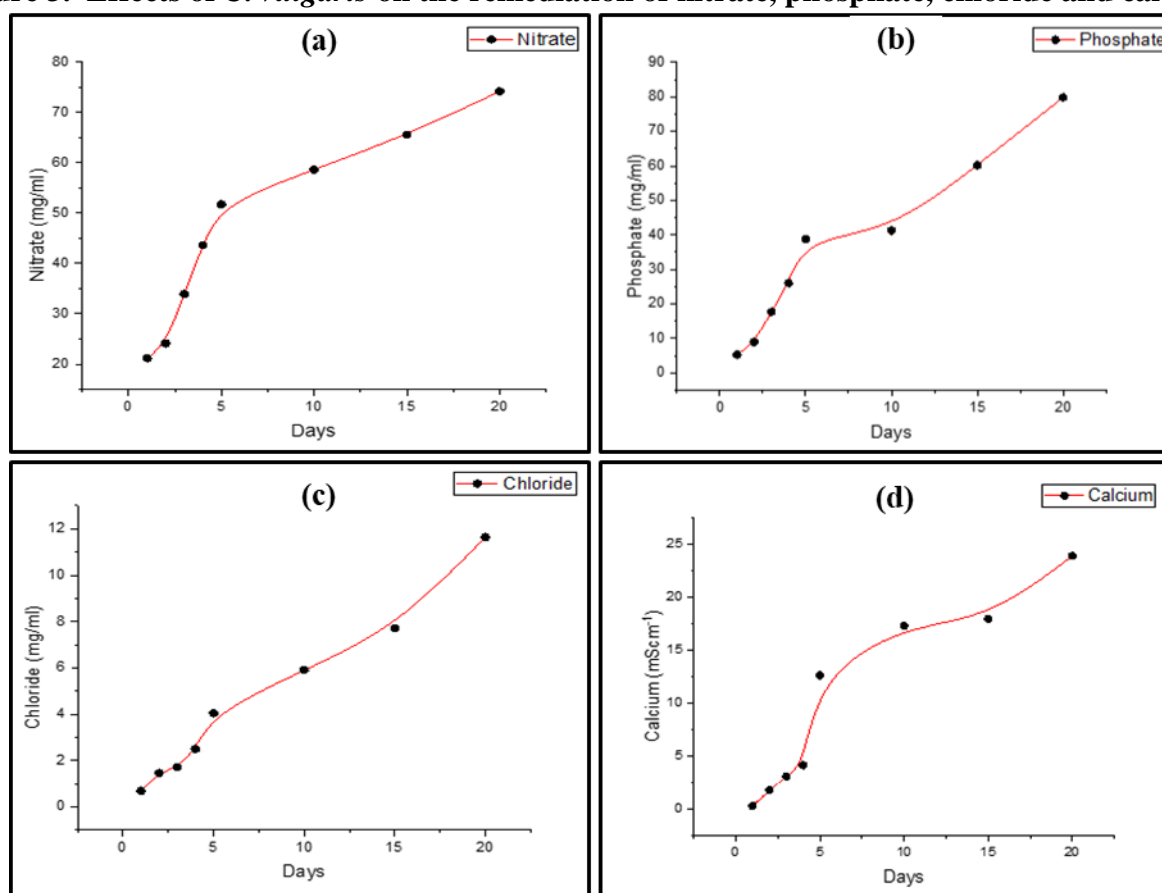 Effects of C. vulgaris on the remediation of nitrate, phosphate, chloride and
(a)
Nitrate
80
70
60
50
40
30
20
Nitrate (mg/ml)
0 5 10 15 20
Days
(b)
Phosphate
90
80
70
60
50
40
30
20
10
0
Phosphate (mg/ml)
0 5 10 15 20
Days
(c)
Chloride
12
10
8
6
4
2
0
Chloride (mg/ml)
0 5 10 15 20
Days
(d)
Calcium
25
20
15
10
5
0
Calcium (mScm⁻¹)
0 5 10 15 20
Days